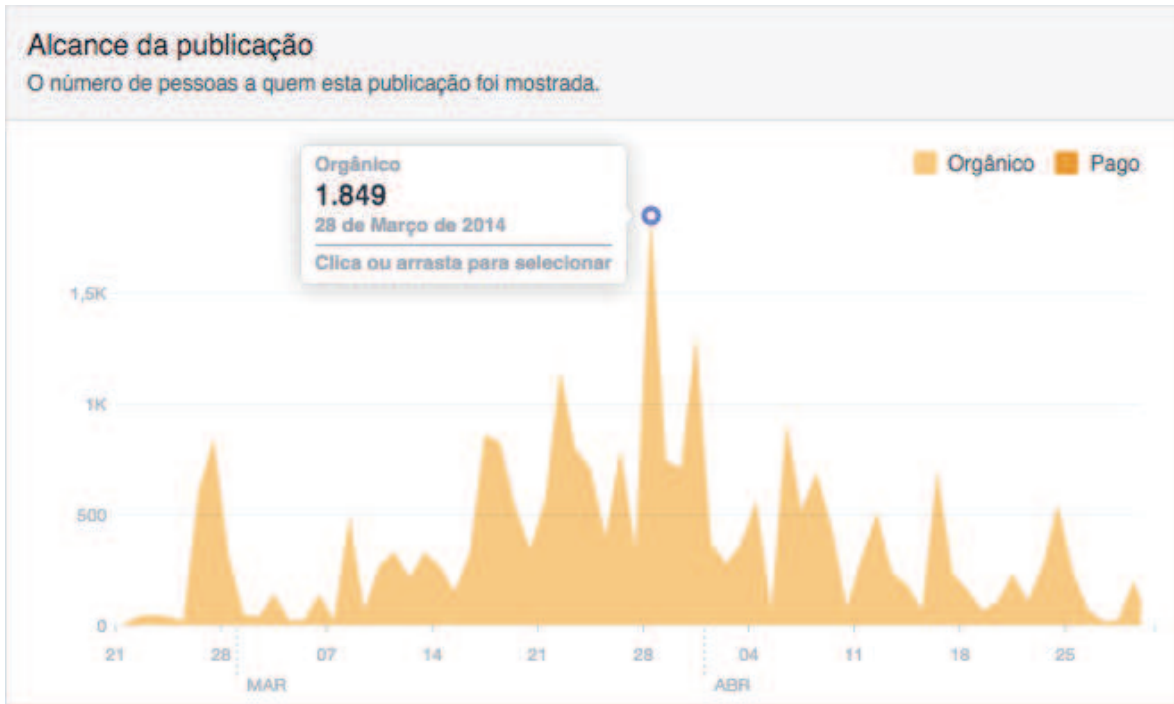 Alcance da publicação
O número de pessoas a quem esta publicação foi mostrada.
Orgânico
1.849
28 de Março de 2014
Clica ou arrasta para selecionar
Orgânico Pago
1,5K
1K
500
0
21 28 07 14 21 28 04 11 18 25
MAR ABR